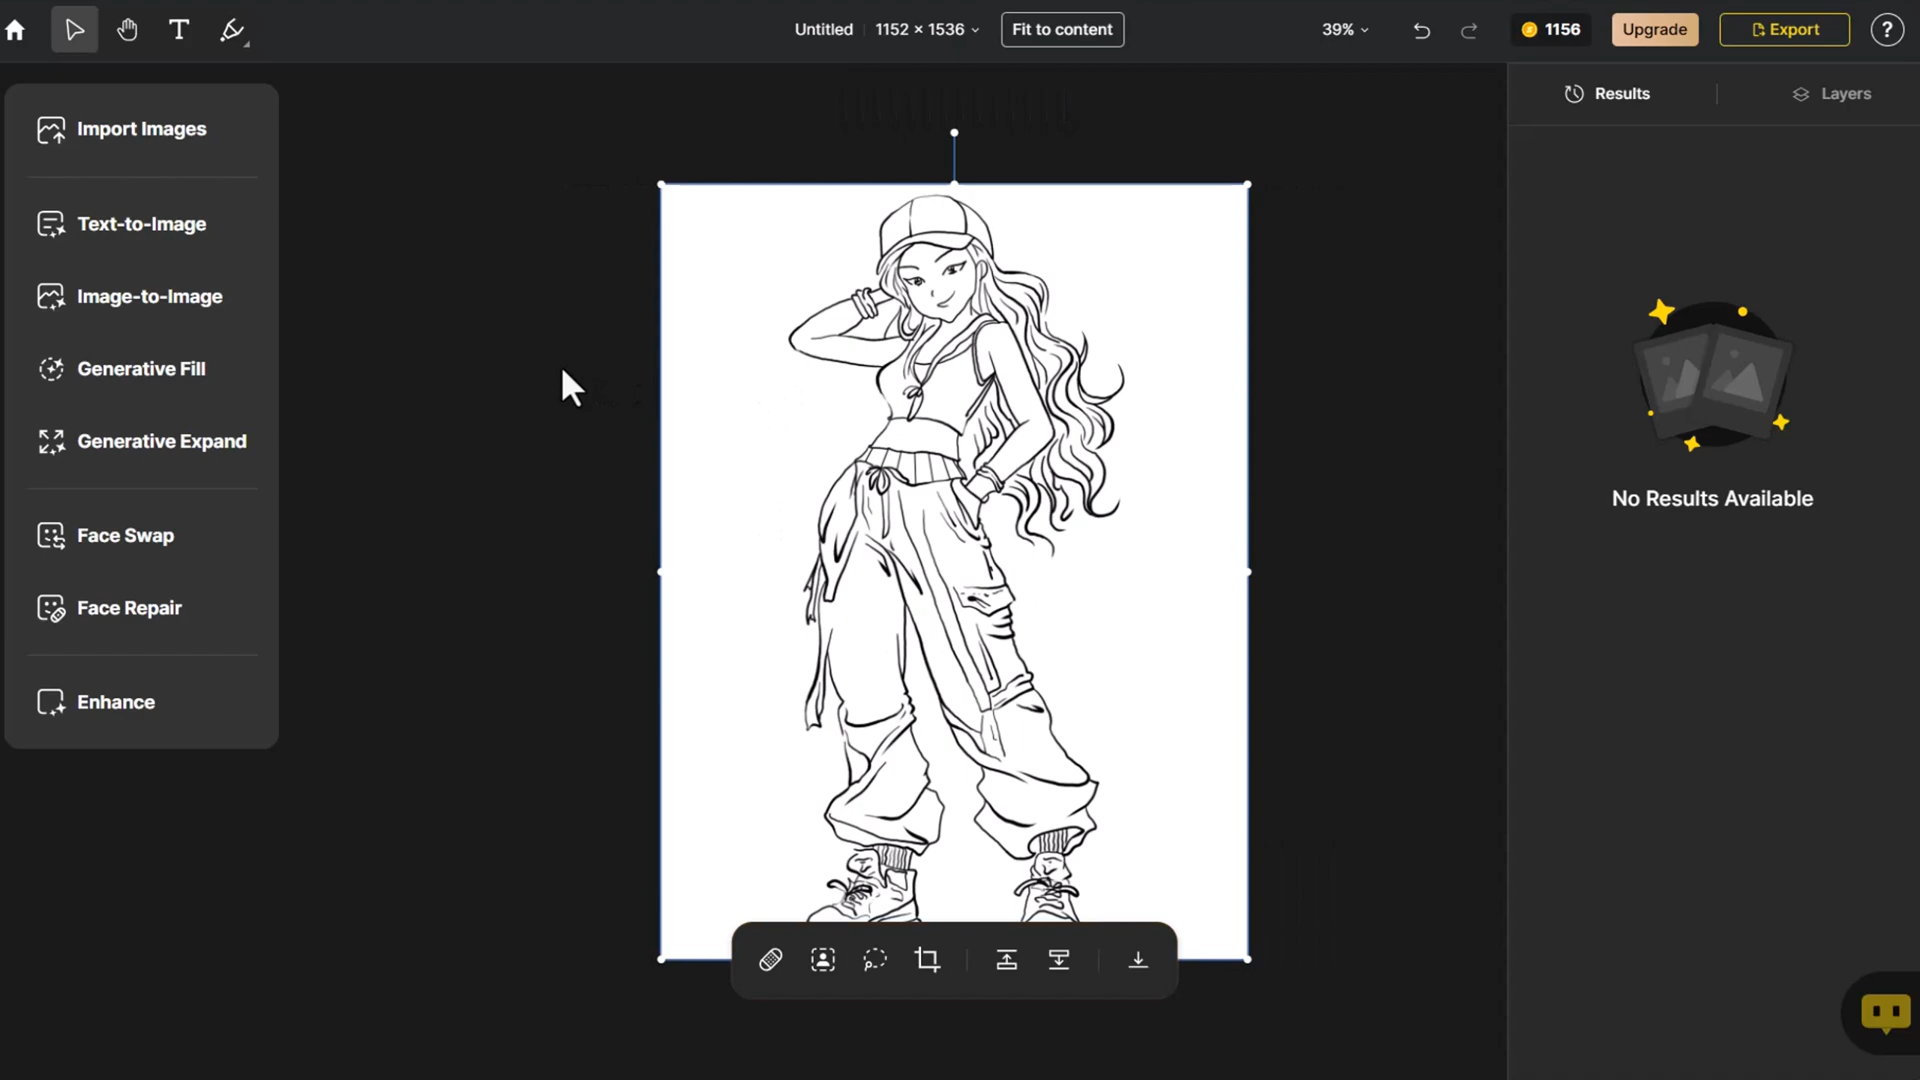 Untitled
1152 × 1536
Fit to content
39%
1156
Upgrade
Export
?
T
Import Images
Text-to-Image
Image-to-Image
Generative Fill
Generative Expand
Face Swap
Face Repair
Enhance
Results
Layers
No Results Available